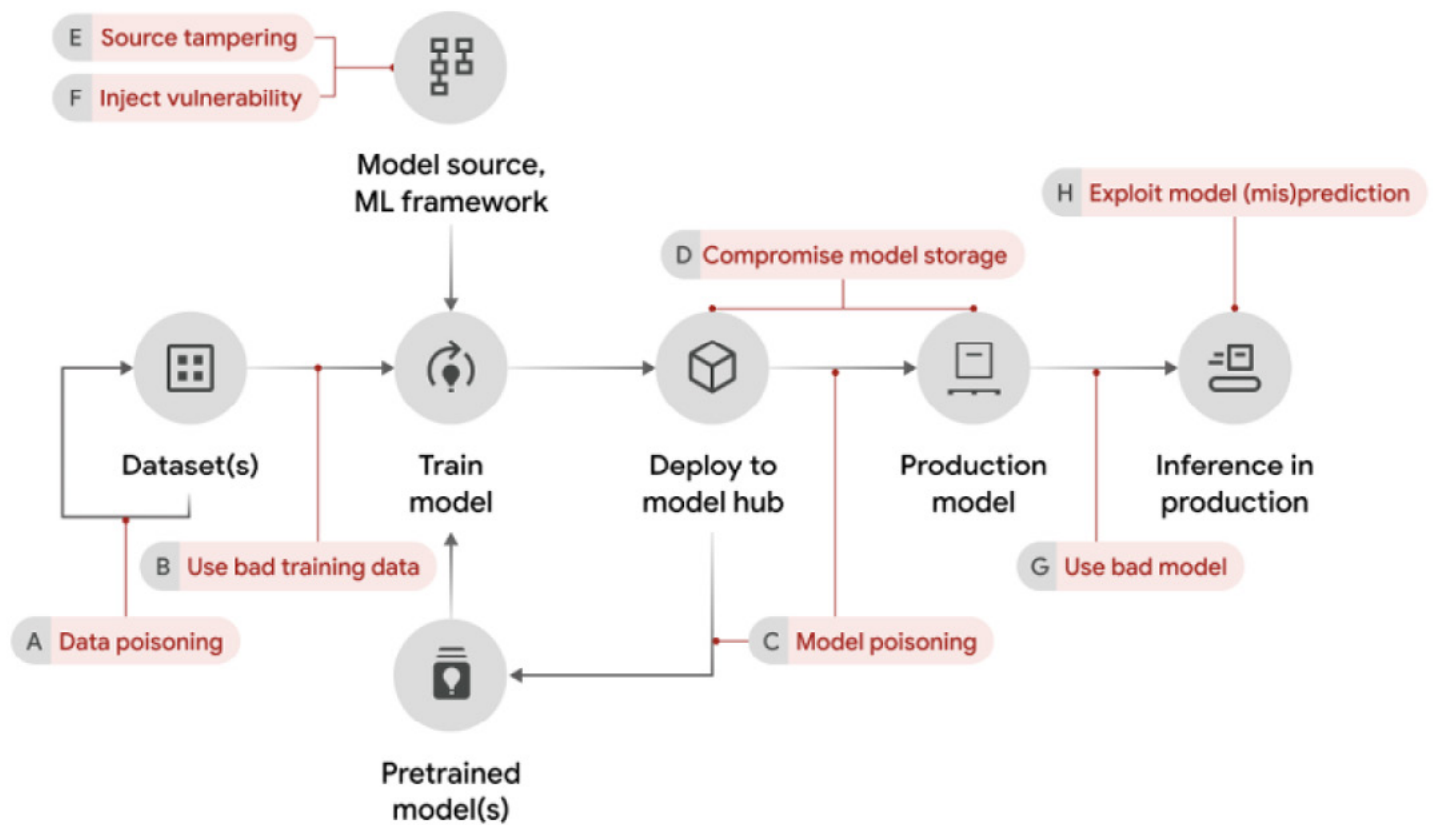 E Source tampering
F Inject vulnerability
Model source,
ML framework
H Exploit model (mis)prediction
D Compromise model storage
Dataset(s)
Train
model
Deploy to
model hub
Production
model
Inference in
production
B Use bad training data
G Use bad model
A Data poisoning
C Model poisoning
Pretrained
model(s)